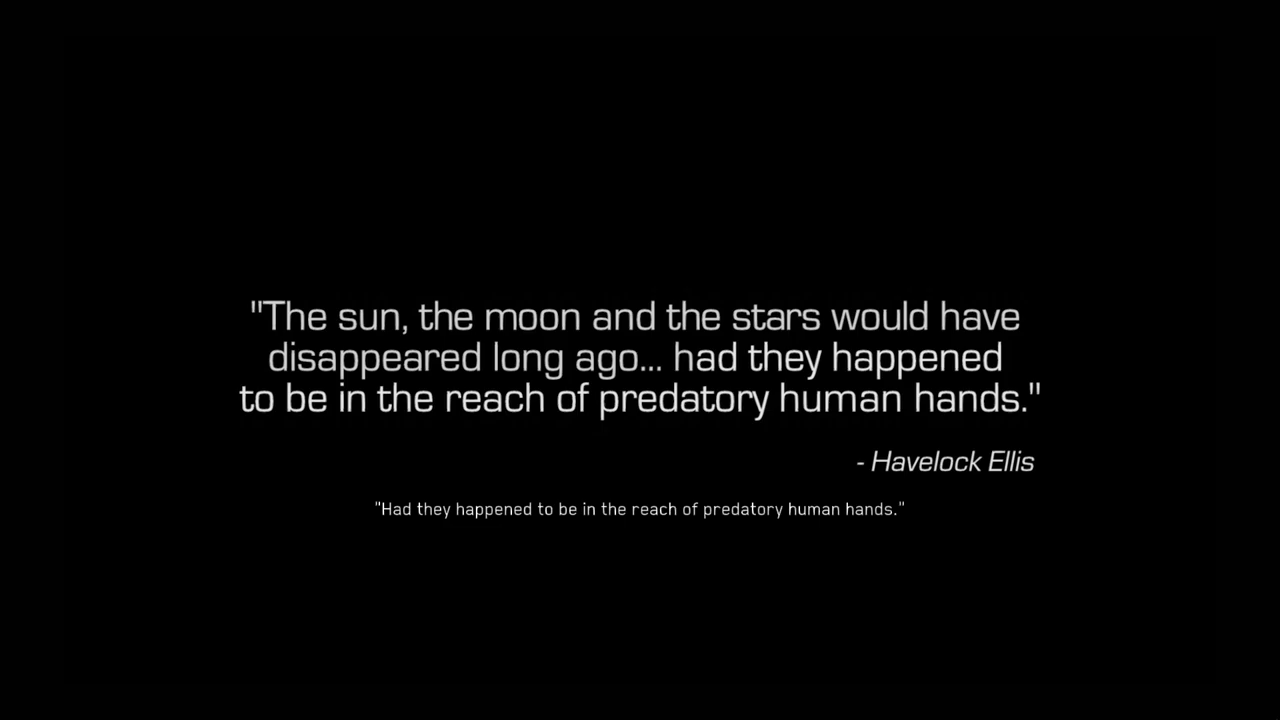 "The sun, the moon and the stars would have
disappeared long ago... had they happened
to be in the reach of predatory human hands."
- Havelock Ellis
"Had they happened to be in the reach of predatory human hands."